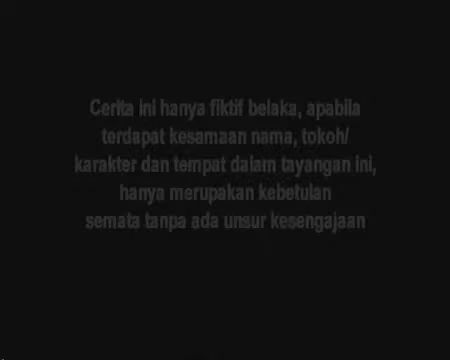 Cerita ini hanya fiktif belaka, apabila
terdapat kesamaan nama, tokoh/
karakter dan tempat dalam tayangan ini,
hanya merupakan kebetulan
semata tanpa ada unsur kesengajaan